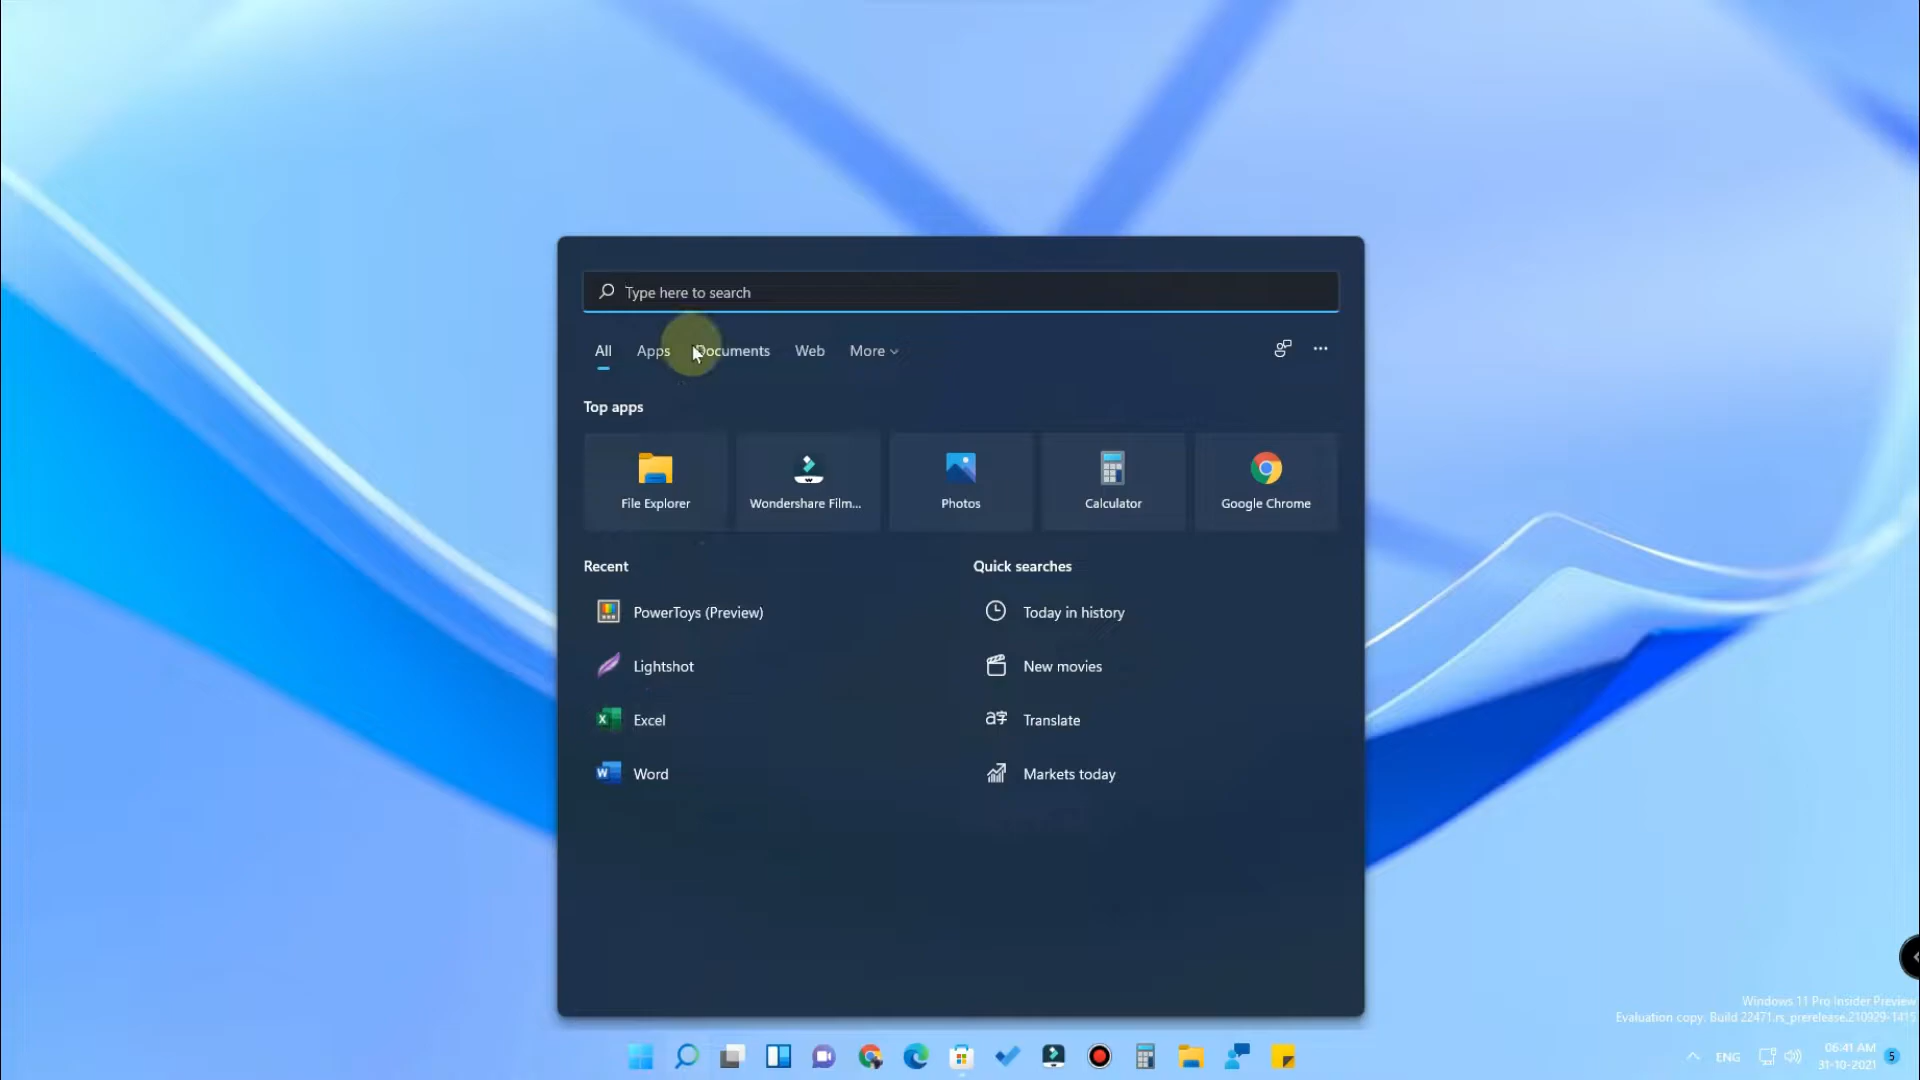 Type here to search
All Apps Documents Web More
Top apps
File Explorer Wondershare Film... Photos Calculator Google Chrome
Recent Quick searches
PowerToys (Preview) Today in history
Lightshot New movies
Excel Translate
Word Markets today
Windows 11 Pro Insider Preview
Evaluation copy. Build 22471.rs_prerelease.210929-1415
ENG 06:41 AM 5
31-10-2021